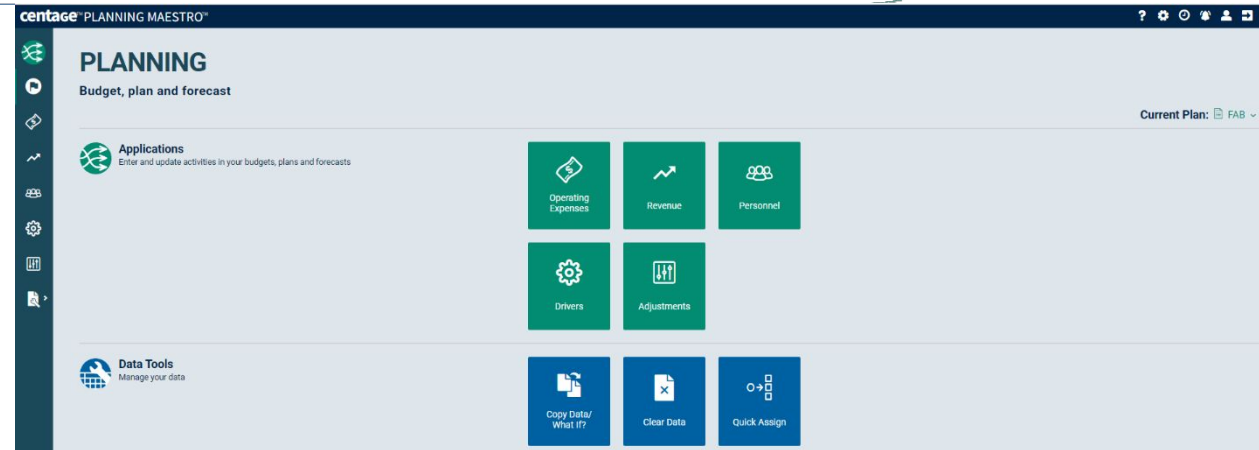 centage™ PLANNING MAESTRO™
PLANNING
Budget, plan and forecast
Current Plan: FAB
Applications
Enter and update activities in your budgets, plans and forecasts
Operating
Expenses
Revenue
Personnel
Drivers
Adjustments
Data Tools
Manage your data
Copy Data/
What If?
Clear Data
Quick Assign